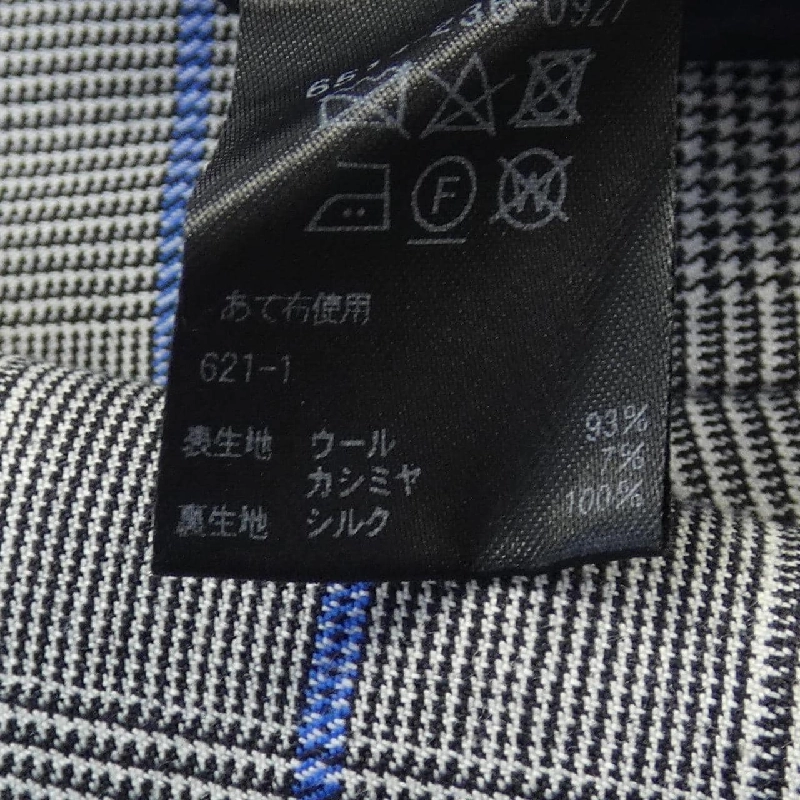 F W
あて布使用
621-1
表生地 ウール 93%
カシミヤ 7%
裏生地 シルク 100%